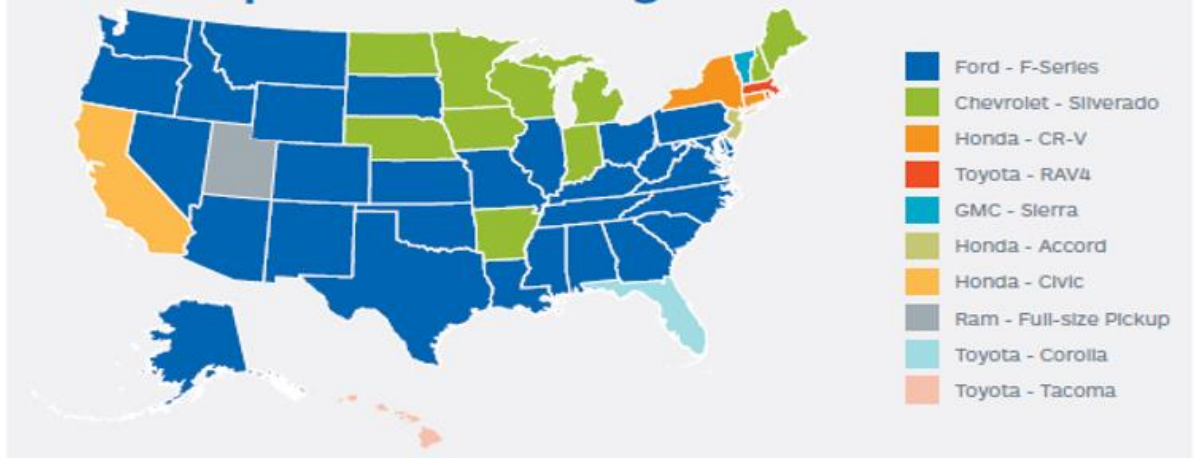 Ford - F-Series
Chevrolet - Silverado
Honda - CR-V
Toyota - RAV4
GMC - Sierra
Honda - Accord
Honda - Civic
Ram - Full-size Pickup
Toyota - Corolla
Toyota - Tacoma